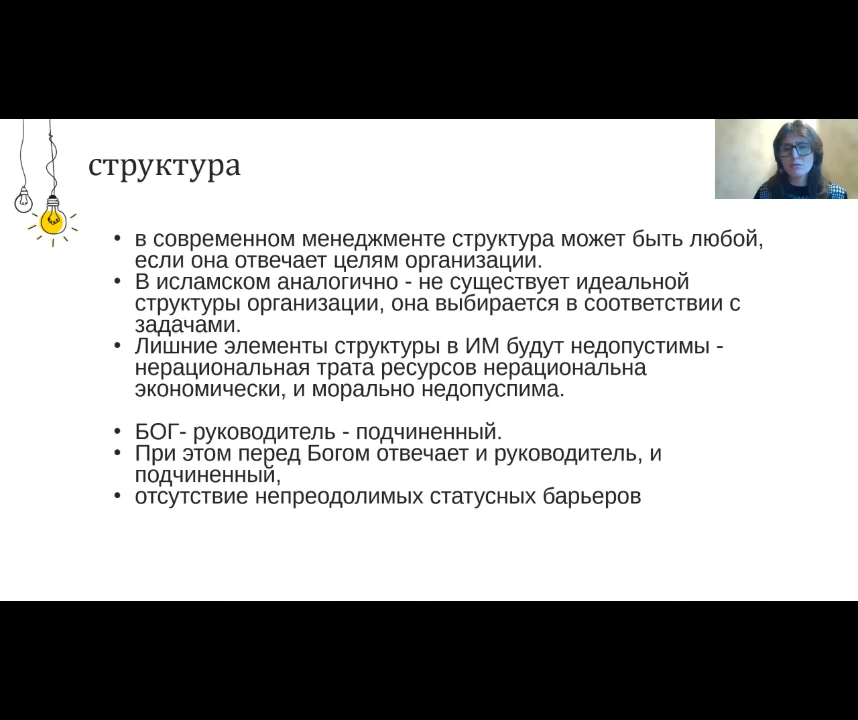 структура
• в современном менеджменте структура может быть любой,
если она отвечает целям организации.
• В исламском аналогично - не существует идеальной
структуры организации, она выбирается в соответствии с
задачами.
• Лишние элементы структуры в ИМ будут недопустимы -
нерациональная трата ресурсов нерациональна
экономически, и морально недопуспима.
• БОГ- руководитель - подчиненный.
• При этом перед Богом отвечает и руководитель, и
подчиненный,
• отсутствие непреодолимых статусных барьеров